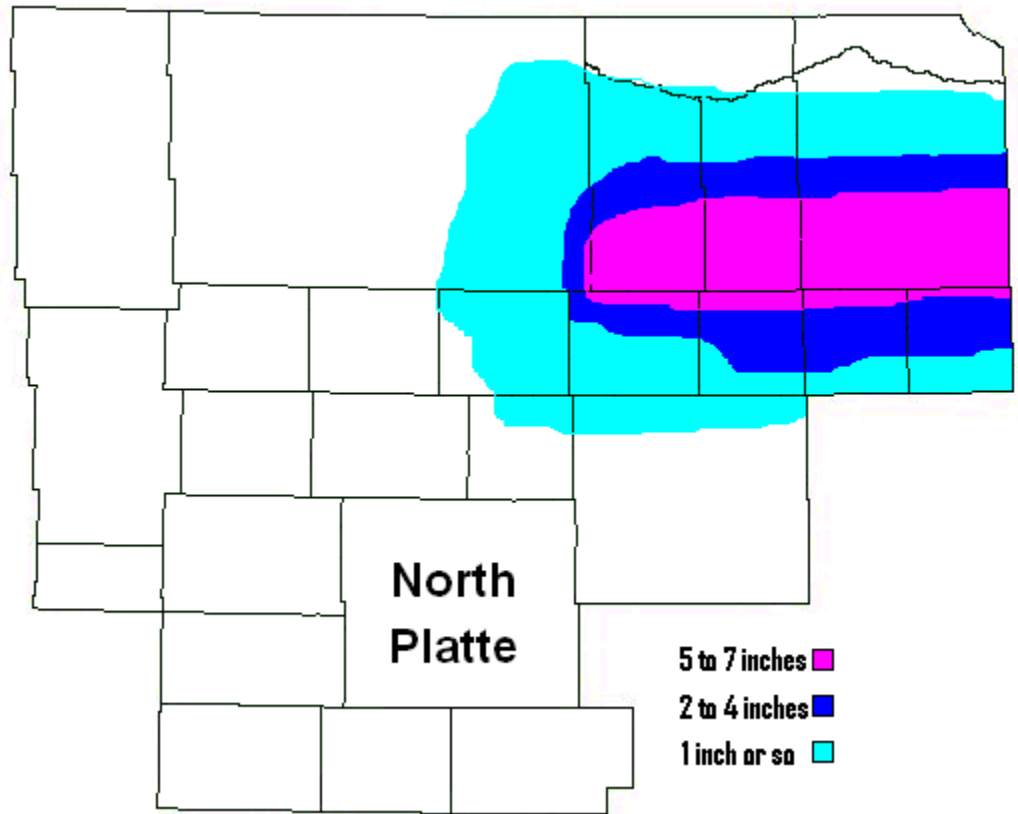 North
Platte
5 to 7 inches
2 to 4 inches
1 inch or so